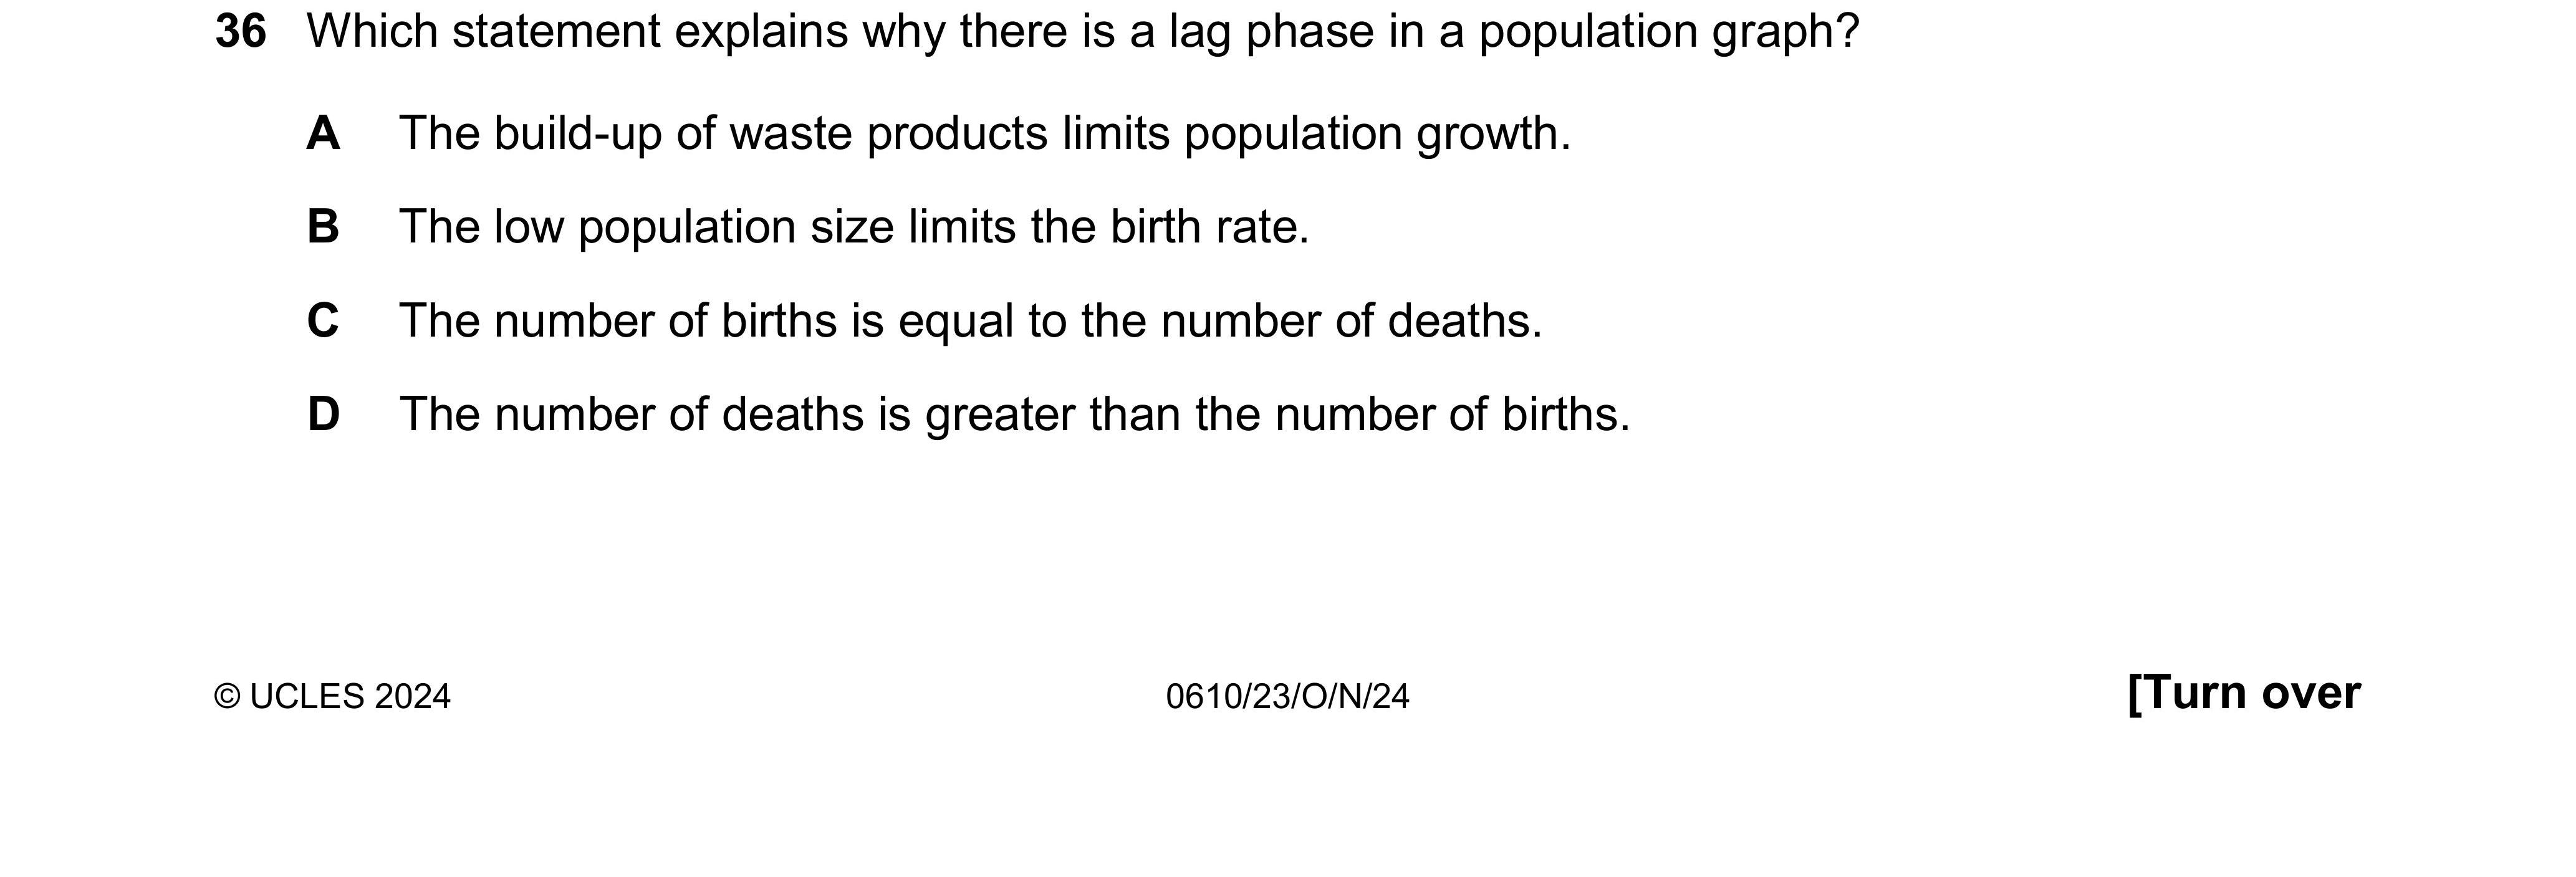 36 Which statement explains why there is a lag phase in a population graph?
A The build-up of waste products limits population growth.
B The low population size limits the birth rate.
C The number of births is equal to the number of deaths.
D The number of deaths is greater than the number of births.
© UCLES 2024 0610/23/O/N/24 [Turn over